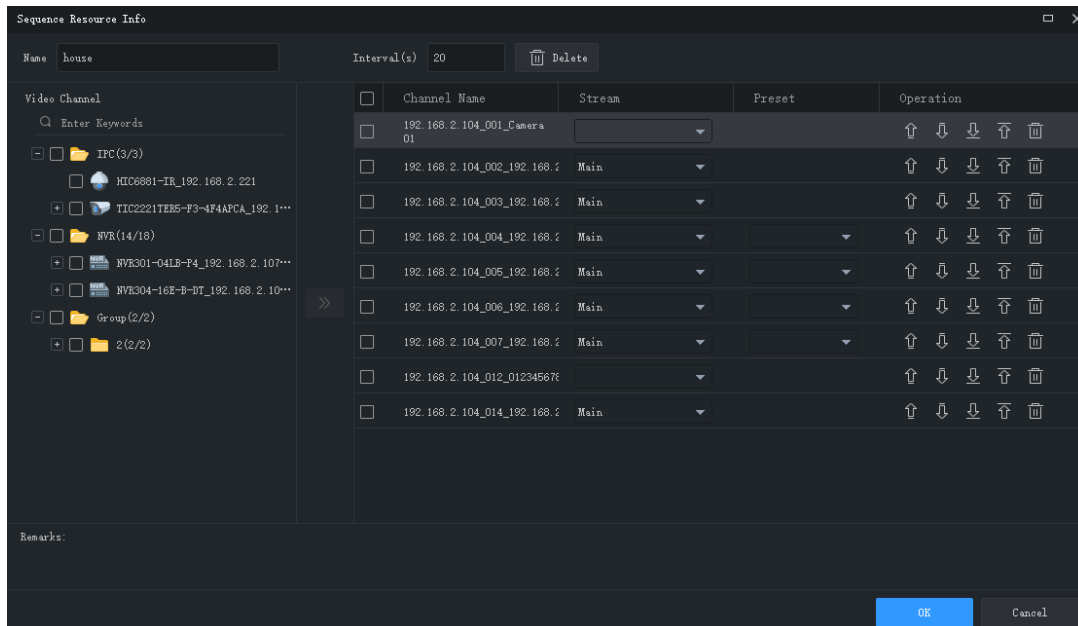 Sequence Resource Info
Name house Interval(s) 20 Delete
Video Channel
Enter Keywords
IPC(3/3)
HIC6881-IR_192.168.2.221
TIC2221TER5-F3-4F4APCA_192.1···
NVR(14/18)
NVR301-04LB-P4_192.168.2.107···
NVR304-16E-B-DT_192.168.2.10···
Group(2/2)
2(2/2)
Channel Name Stream Preset Operation
192.168.2.104_001_Camera
01
192.168.2.104_002_192.168.2 Main
192.168.2.104_003_192.168.2 Main
192.168.2.104_004_192.168.2 Main
192.168.2.104_005_192.168.2 Main
192.168.2.104_006_192.168.2 Main
192.168.2.104_007_192.168.2 Main
192.168.2.104_012_012345678
192.168.2.104_014_192.168.2 Main
Remarks:
OK Cancel